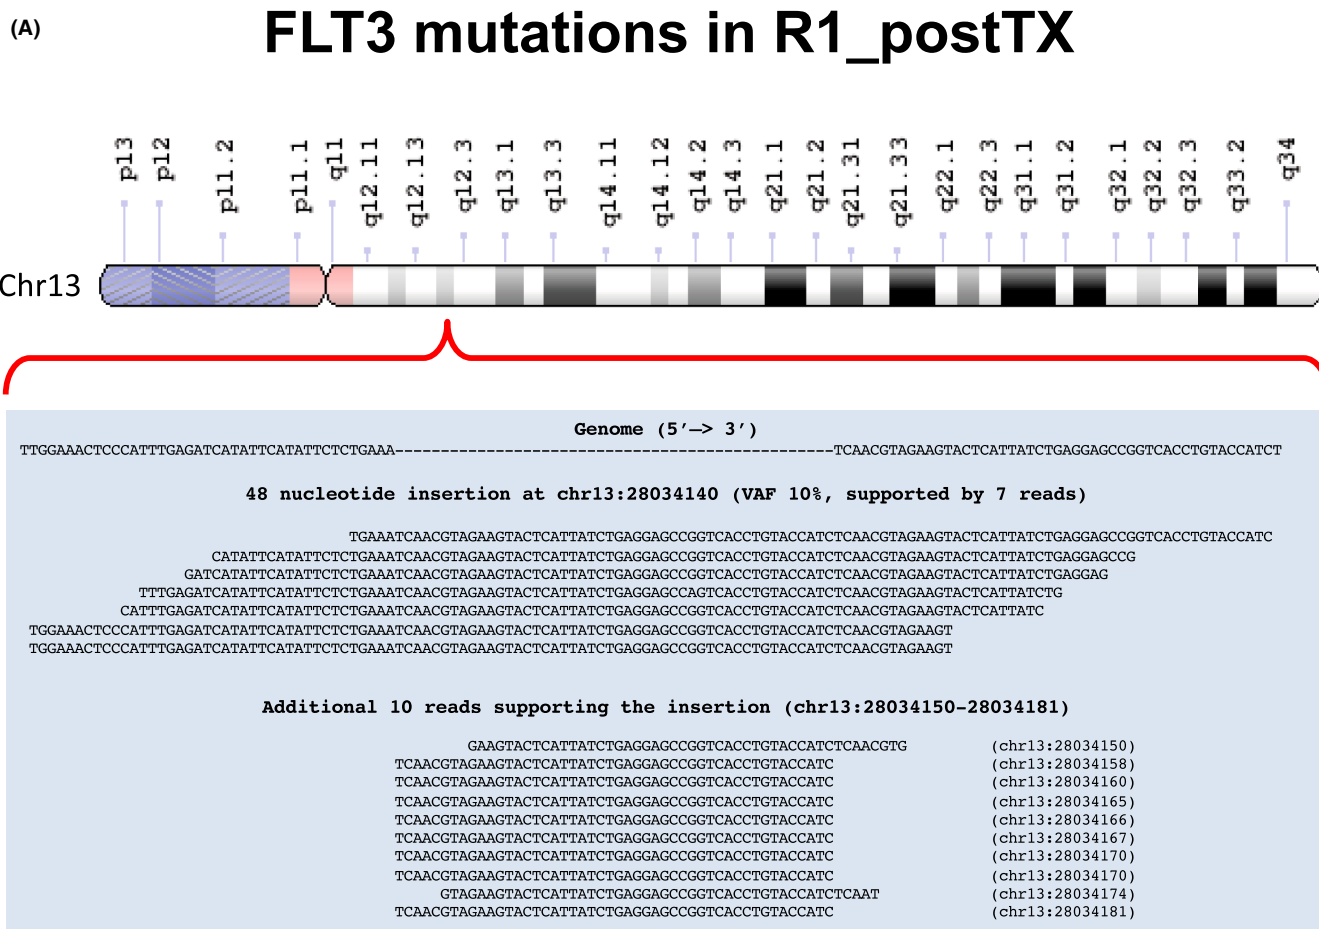 (A)
FLT3 mutations in R1_postTX
p13 p12 p11.2 p11.1 q11 q12.11 q12.13 q12.3 q13.1 q13.3 q14.11 q14.12 q14.2 q14.3 q21.1 q21.2 q21.31 q21.33 q22.1 q22.3 q31.1 q31.2 q32.1 q32.2 q32.3 q33.2 q34
Chr13
Genome (5’—> 3’)
TTGGAAACTCCCATTTGAGATCATATTCATATTCTCTGAAA------------------------------------------------TCAACGTAGAAGTACTCATTATCTGAGGAGCCGGTCACCTGTACCATCT
48 nucleotide insertion at chr13:28034140 (VAF 10%, supported by 7 reads)
TGAAATCAACGTAGAAGTACTCATTATCTGAGGAGCCGGTCACCTGTACCATCTCAACGTAGAAGTACTCATTATCTGAGGAGCCGGTCACCTGTACCATC
CATATTCATATTCTCTGAAATCAACGTAGAAGTACTCATTATCTGAGGAGCCGGTCACCTGTACCATCTCAACGTAGAAGTACTCATTATCTGAGGAGCCG
GATCATATTCATATTCTCTGAAATCAACGTAGAAGTACTCATTATCTGAGGAGCCGGTCACCTGTACCATCTCAACGTAGAAGTACTCATTATCTGAGGAG
TTTGAGATCATATTCATATTCTCTGAAATCAACGTAGAAGTACTCATTATCTGAGGAGCCAGTCACCTGTACCATCTCAACGTAGAAGTACTCATTATCTG
CATTTGAGATCATATTCATATTCTCTGAAATCAACGTAGAAGTACTCATTATCTGAGGAGCCGGTCACCTGTACCATCTCAACGTAGAAGTACTCATTATC
TGGAAACTCCCATTTGAGATCATATTCATATTCTCTGAAATCAACGTAGAAGTACTCATTATCTGAGGAGCCGGTCACCTGTACCATCTCAACGTAGAAGT
TGGAAACTCCCATTTGAGATCATATTCATATTCTCTGAAATCAACGTAGAAGTACTCATTATCTGAGGAGCCGGTCACCTGTACCATCTCAACGTAGAAGT
Additional 10 reads supporting the insertion (chr13:28034150-28034181)
GAAGTACTCATTATCTGAGGAGCCGGTCACCTGTACCATCTCAACGTG (chr13:28034150)
TCAACGTAGAAGTACTCATTATCTGAGGAGCCGGTCACCTGTACCATC (chr13:28034158)
TCAACGTAGAAGTACTCATTATCTGAGGAGCCGGTCACCTGTACCATC (chr13:28034160)
TCAACGTAGAAGTACTCATTATCTGAGGAGCCGGTCACCTGTACCATC (chr13:28034165)
TCAACGTAGAAGTACTCATTATCTGAGGAGCCGGTCACCTGTACCATC (chr13:28034166)
TCAACGTAGAAGTACTCATTATCTGAGGAGCCGGTCACCTGTACCATC (chr13:28034167)
TCAACGTAGAAGTACTCATTATCTGAGGAGCCGGTCACCTGTACCATC (chr13:28034170)
TCAACGTAGAAGTACTCATTATCTGAGGAGCCGGTCACCTGTACCATC (chr13:28034170)
GTAGAAGTACTCATTATCTGAGGAGCCGGTCACCTGTACCATCTCAAT (chr13:28034174)
TCAACGTAGAAGTACTCATTATCTGAGGAGCCGGTCACCTGTACCATC (chr13:28034181)